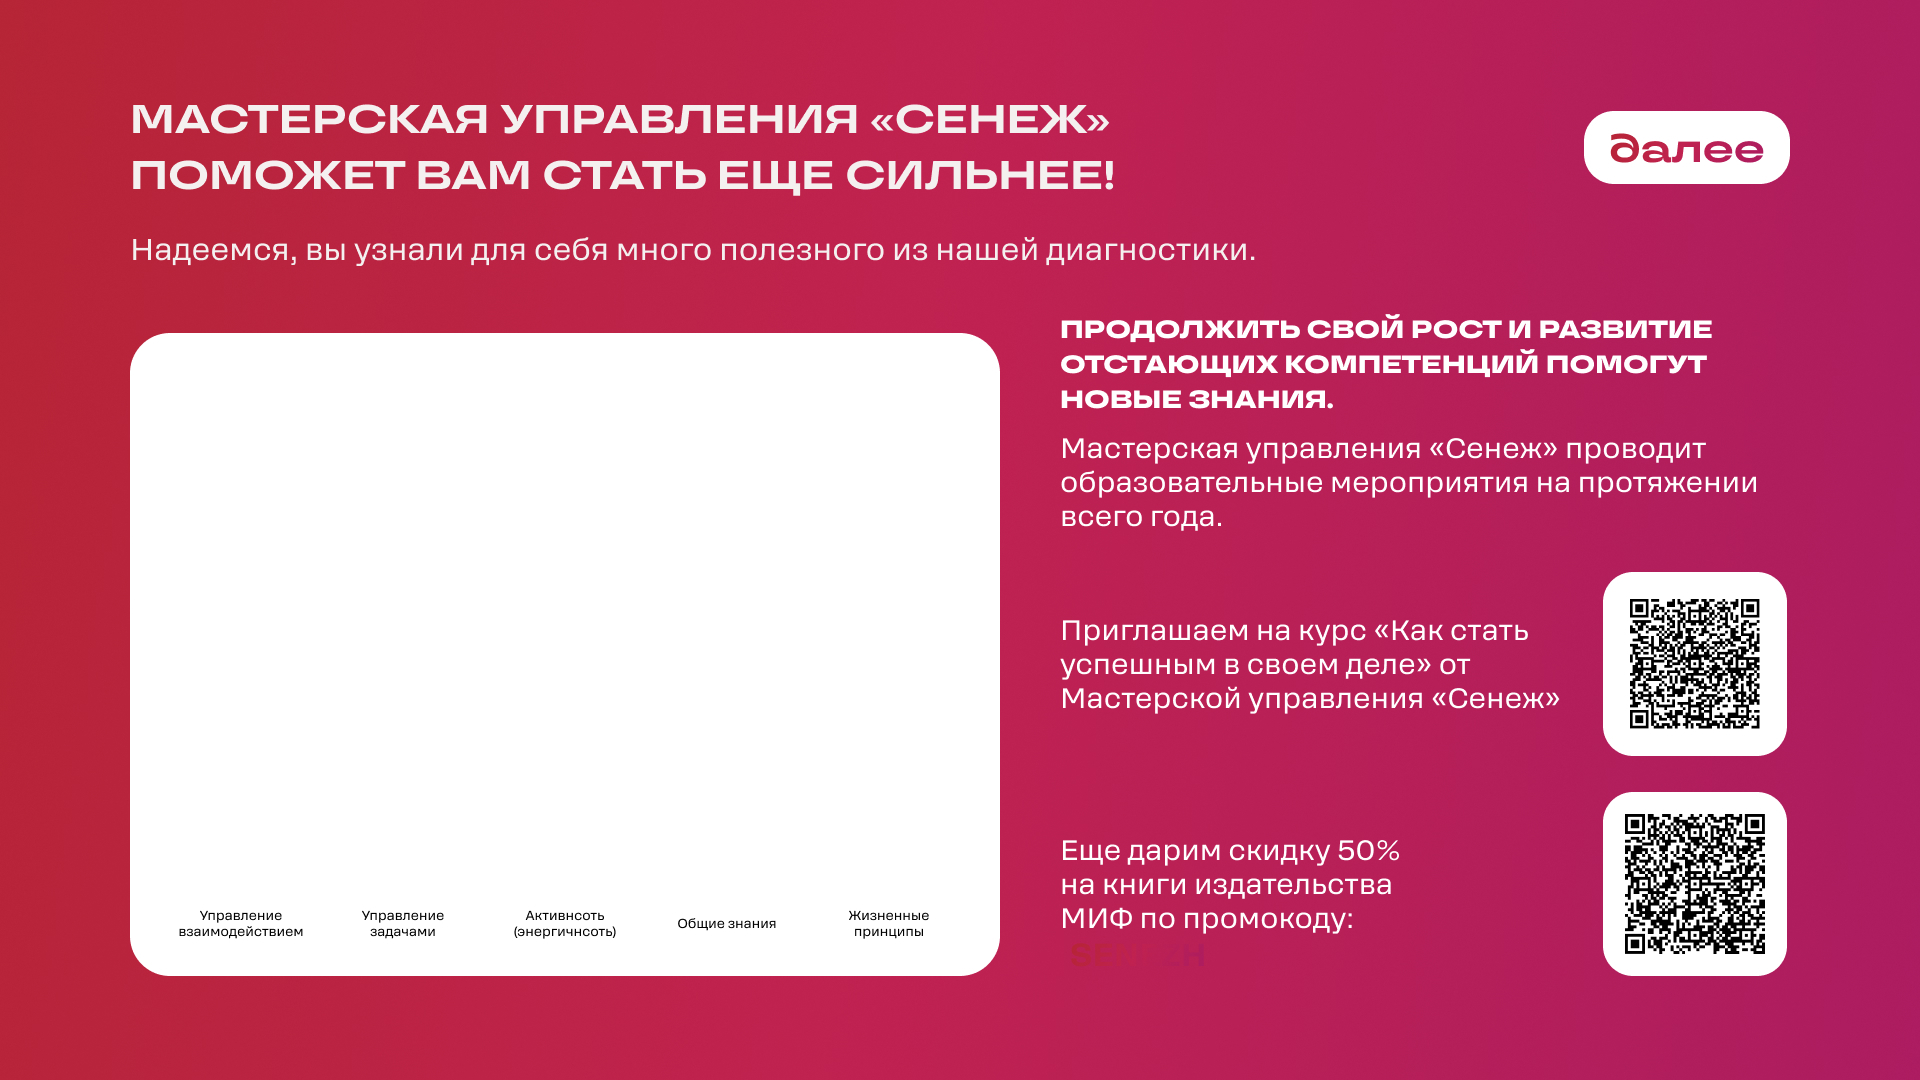 МАСТЕРСКАЯ УПРАВЛЕНИЯ «СЕНЕЖ»
ПОМОЖЕТ ВАМ СТАТЬ ЕЩЕ СИЛЬНЕЕ!
далее
Надеемся, вы узнали для себя много полезного из нашей диагностики.
ПРОДОЛЖИТЬ СВОЙ РОСТ И РАЗВИТИЕ
ОТСТАЮЩИХ КОМПЕТЕНЦИЙ ПОМОГУТ
НОВЫЕ ЗНАНИЯ.
Мастерская управления «Сенеж» проводит
образовательные мероприятия на протяжении
всего года.
Приглашаем на курс «Как стать
успешным в своем деле» от
Мастерской управления «Сенеж»
Еще дарим скидку 50%
на книги издательства
МИФ по промокоду:
Управление
взаимодействием
Управление
задачами
Активнсоть
(энергичнсоть)
Общие знания
Жизненные
принципы